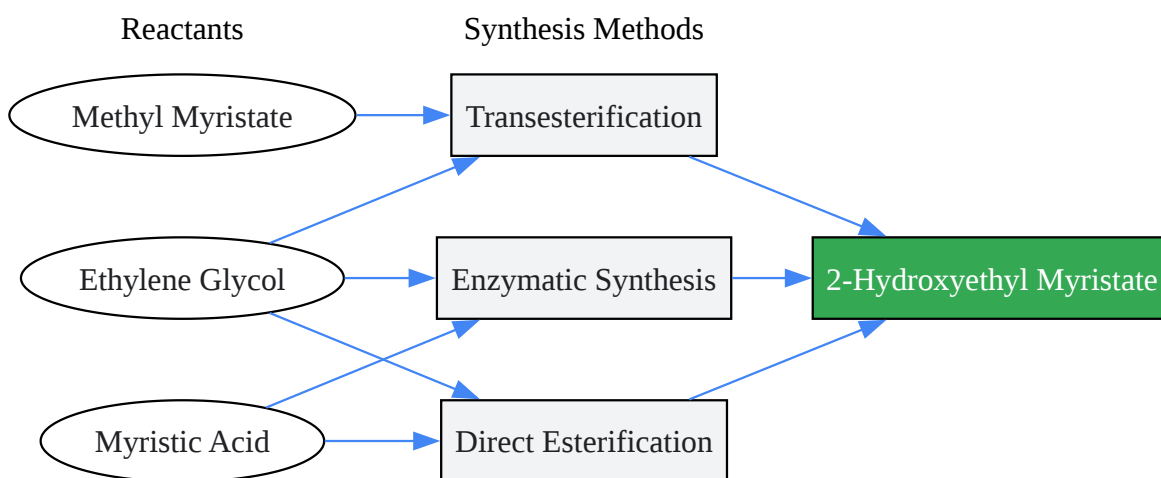 Reactants
Synthesis Methods
Methyl Myristate
Transesterification
Ethylene Glycol
Enzymatic Synthesis
2-Hydroxyethyl Myristate
Myristic Acid
Direct Esterification